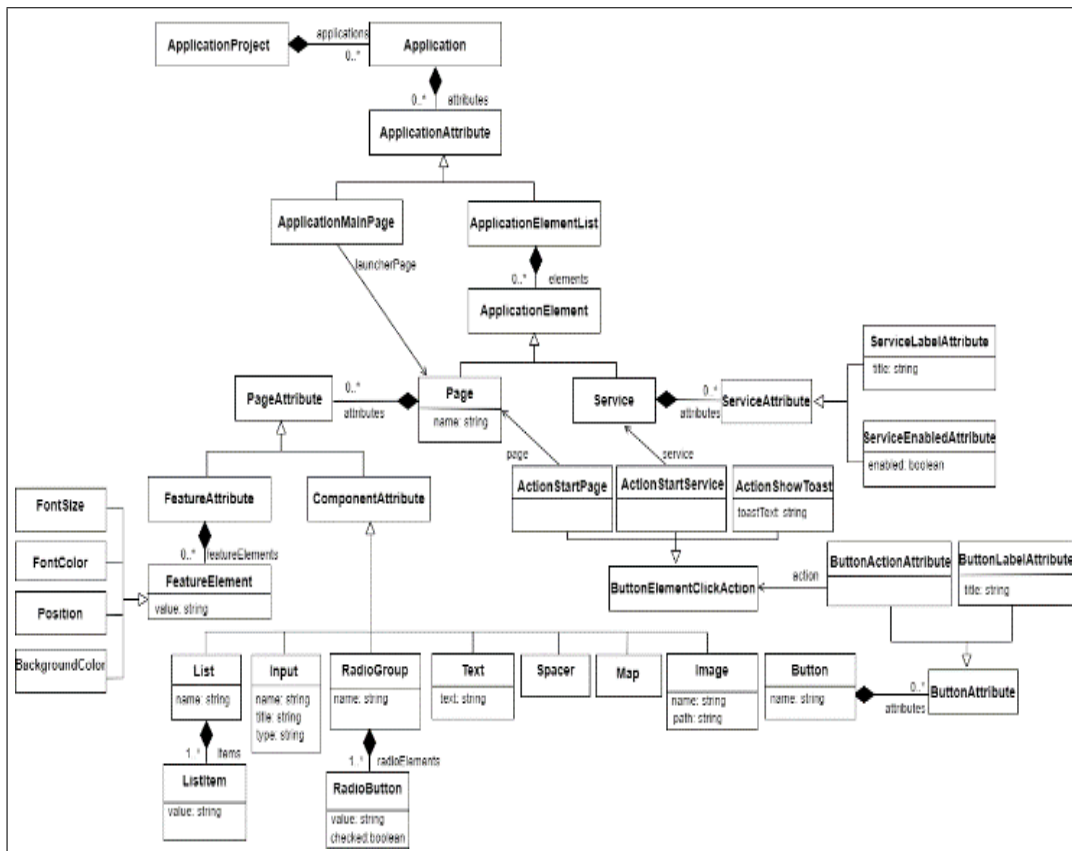 ApplicationProject
applications
0..*
Application
0..*
attributes
ApplicationAttribute
ApplicationMainPage
ApplicationElementList
launcherPage
0..*
elements
ApplicationElement
ServiceLabelAttribute
title: string
PageAttribute
0..*
attributes
Page
name: string
Service
0..*
attributes
ServiceAttribute
ServiceEnabledAttribute
enabled: boolean
page
service
FeatureAttribute
ComponentAttribute
ActionStartPage
ActionStartService
ActionShowToast
toastText: string
FontSize
FontColor
Position
BackgroundColor
0..*
featureElements
FeatureElement
value: string
ButtonElementClickAction
action
ButtonActionAttribute
ButtonLabelAttribute
title: string
List
name: string
Input
name: string
title: string
type: string
RadioGroup
name: string
Text
text: string
Spacer
Map
Image
name: string
path: string
Button
name: string
0..*
attributes
ButtonAttribute
1..*
Items
ListItem
value: string
1..*
radioElements
RadioButton
value: string
checked:boolean